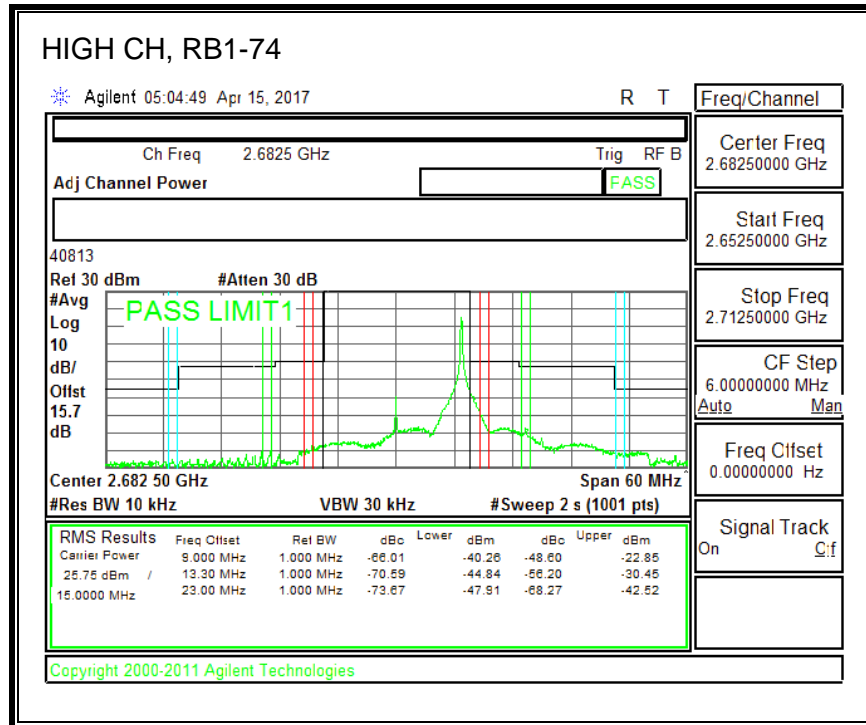 HIGH CH, RB1-74
Agilent 05:04:49 Apr 15, 2017 R T
Freq/Channel
Ch Freq 2.6825 GHz Trig RF B
Adj Channel Power PASS
Center Freq
2.68250000 GHz
Start Freq
2.65250000 GHz
Stop Freq
2.71250000 GHz
CF Step
6.00000000 MHz
Auto Man
Freq Offset
0.00000000 Hz
Signal Track
On Off
40813
Ref 30 dBm #Atten 30 dB
#Avg
Log
10
dB/
Offst
15.7
dB
PASS LIMIT1
Center 2.682 50 GHz Span 60 MHz
#Res BW 10 kHz VBW 30 kHz #Sweep 2 s (1001 pts)
RMS Results Freq Offset Ref BW dBc Lower dBm dBc Upper dBm
Carrier Power 9.000 MHz 1.000 MHz -66.01 -40.26 -48.60 -22.85
25.75 dBm / 13.30 MHz 1.000 MHz -70.59 -44.84 -56.20 -30.45
15.0000 MHz 23.00 MHz 1.000 MHz -73.67 -47.91 -68.27 -42.52
Copyright 2000-2011 Agilent Technologies